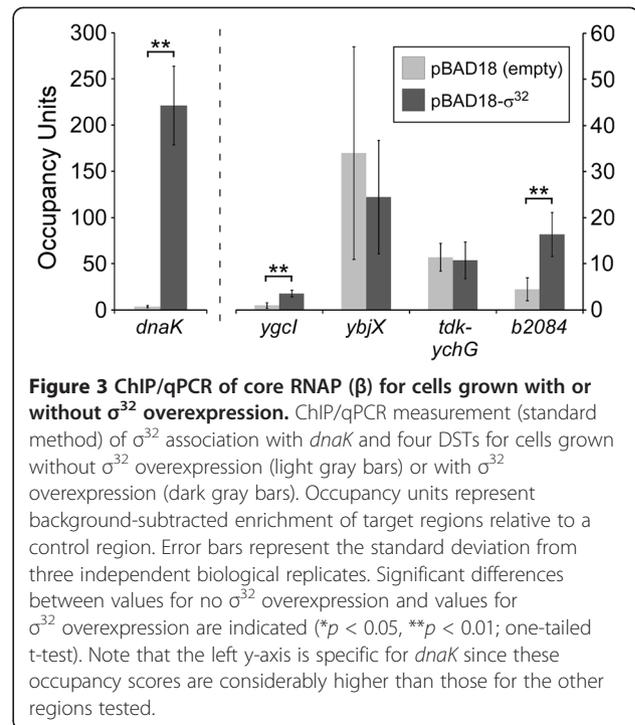 300
250
200
150
100
50
0
Occupancy Units
**
**
**
60
50
40
30
20
10
0
pBAD18 (empty)
pBAD18-σ³²
dnaK
ygcI
ybjX
tdk-
ychG
b2084
Figure 3 ChIP/qPCR of core RNAP (β) for cells grown with or
without σ³² overexpression. ChIP/qPCR measurement (standard
method) of σ³² association with dnaK and four DSTs for cells grown
without σ³² overexpression (light gray bars) or with σ³²
overexpression (dark gray bars). Occupancy units represent
background-subtracted enrichment of target regions relative to a
control region. Error bars represent the standard deviation from
three independent biological replicates. Significant differences
between values for no σ³² overexpression and values for
σ³² overexpression are indicated (*p < 0.05, **p < 0.01; one-tailed
t-test). Note that the left y-axis is specific for dnaK since these
occupancy scores are considerably higher than those for the other
regions tested.